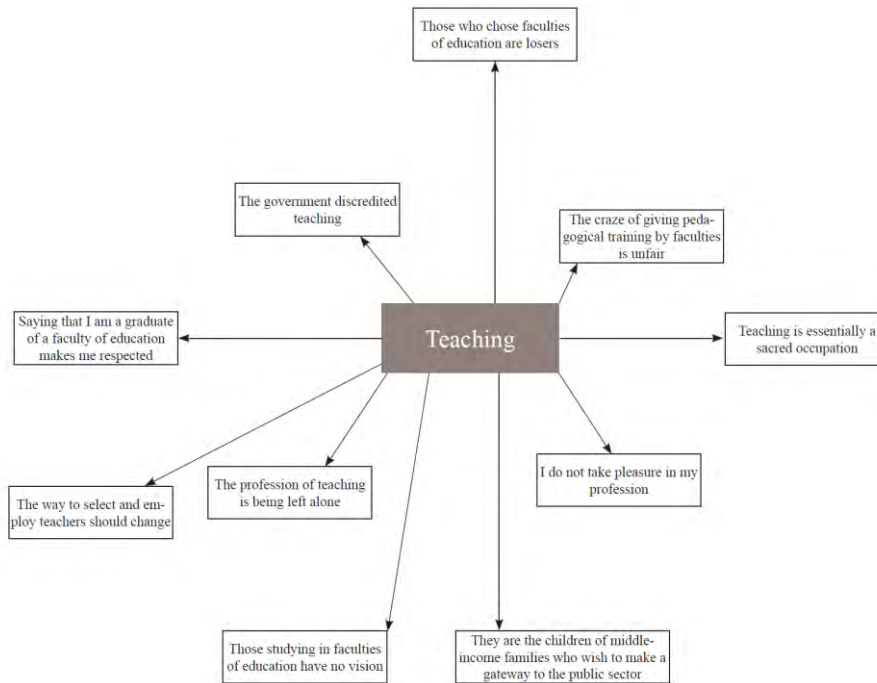 Those who chose faculties
of education are losers
The government discredited
teaching
The craze of giving peda-
gogical training by faculties
is unfair
Saying that I am a graduate
of a faculty of education
makes me respected
Teaching
Teaching is essentially a
sacred occupation
The way to select and em-
ploy teachers should change
The profession of teaching
is being left alone
I do not take pleasure in my
profession
Those studying in faculties
of education have no vision
They are the children of middle-
income families who wish to make a
gateway to the public sector